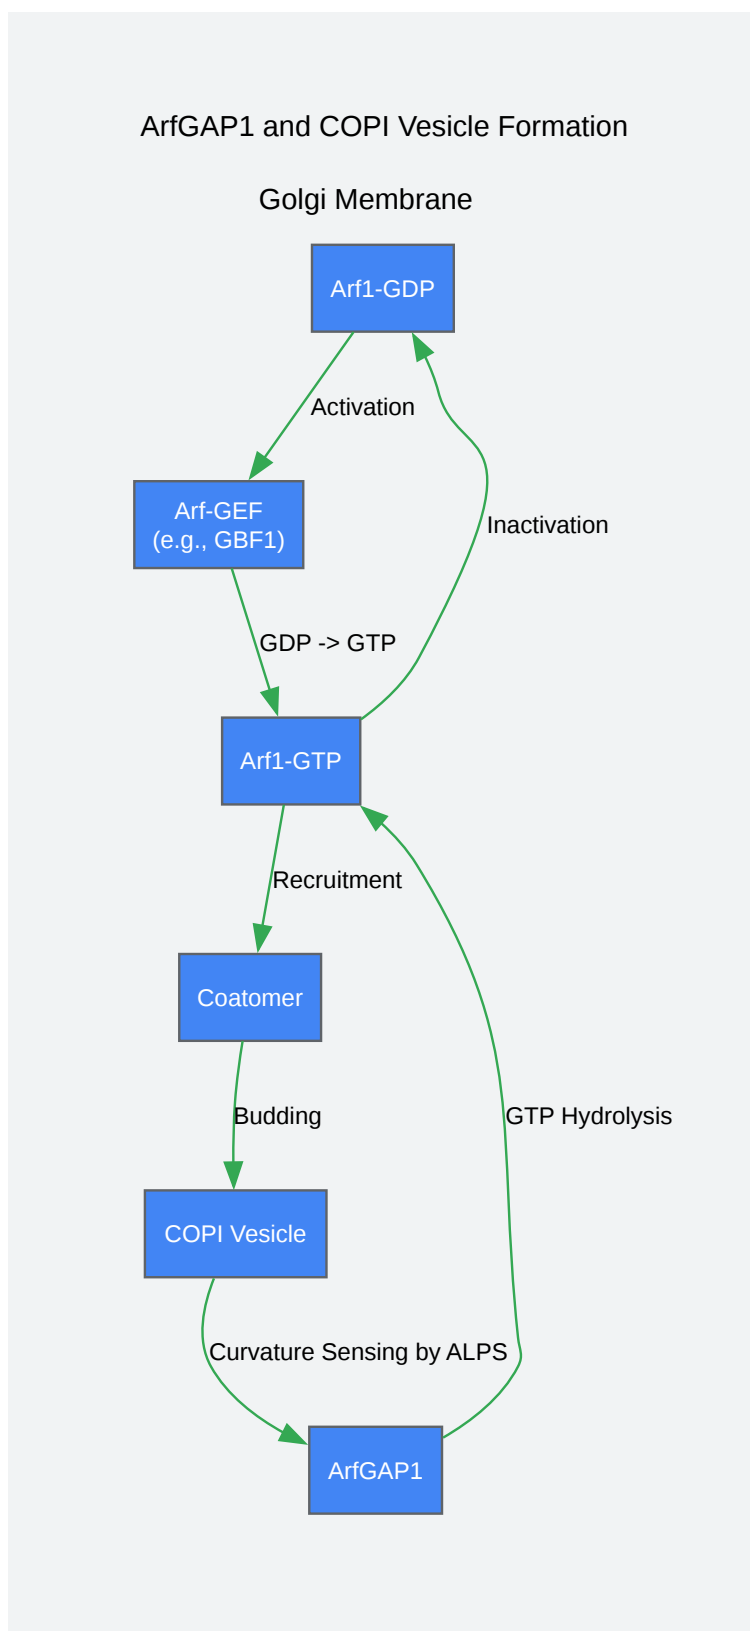 ArfGAP1 and COPI Vesicle Formation
Golgi Membrane
Arf1-GDP
Activation
Arf-GEF
(e.g., GBF1)
Inactivation
GDP -> GTP
Arf1-GTP
Recruitment
Coatomer
Budding
GTP Hydrolysis
COPI Vesicle
Curvature Sensing by ALPS
ArfGAP1